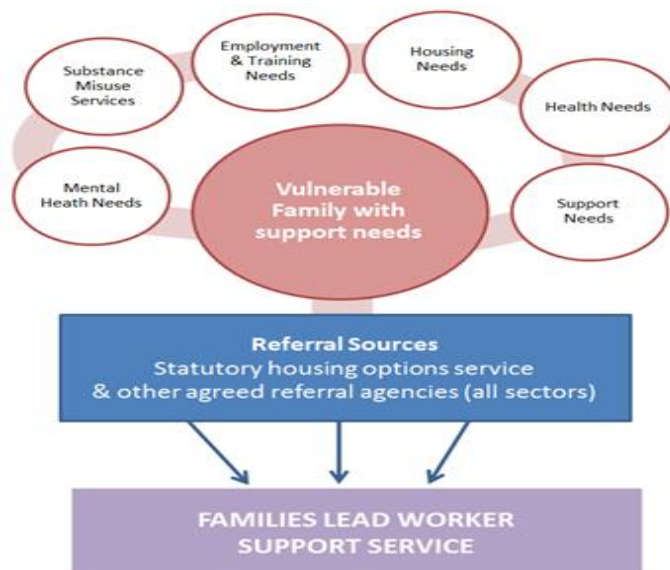 Employment
& Training
Needs
Housing
Needs
Substance
Misuse
Services
Health Needs
Mental
Heath Needs
Vulnerable
Family with
support needs
Support
Needs
Referral Sources
Statutory housing options service
& other agreed referral agencies (all sectors)
FAMILIES LEAD WORKER
SUPPORT SERVICE